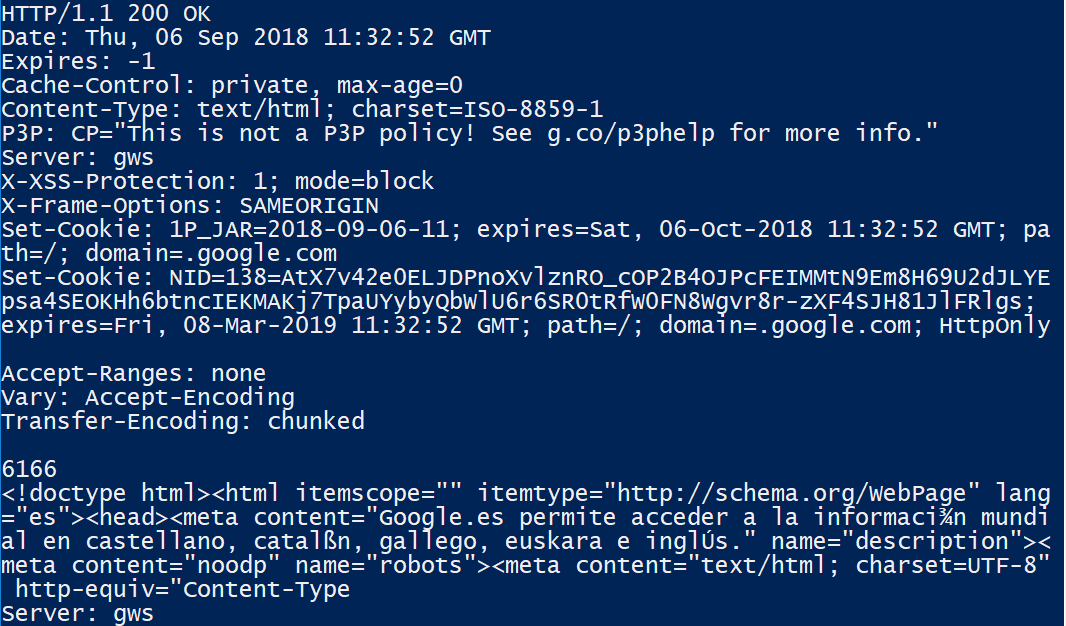 HTTP/1.1 200 OK
Date: Thu, 06 Sep 2018 11:32:52 GMT
Expires: -1
Cache-Control: private, max-age=0
Content-Type: text/html; charset=ISO-8859-1
P3P: CP="This is not a P3P policy! See g.co/p3phelp for more info."
Server: gws
X-XSS-Protection: 1; mode=block
X-Frame-Options: SAMEORIGIN
Set-Cookie: 1P_JAR=2018-09-06-11; expires=Sat, 06-Oct-2018 11:32:52 GMT; pa
th=/; domain=.google.com
Set-Cookie: NID=138=AtX7v42e0ELJDPnoXvlznRO_cOP2B4OJPcFEIMMtN9Em8H69U2dJLYE
psa4SEOKHh6btncIEKMAKj7TpaUYybyQbWlU6r6SR0tRfW0FN8Wgvr8r-zXF4SJH81JlFRlgs;
expires=Fri, 08-Mar-2019 11:32:52 GMT; path=/; domain=.google.com; HttpOnly
Accept-Ranges: none
Vary: Accept-Encoding
Transfer-Encoding: chunked
6166
<!doctype html><html itemscope="" itemtype="http://schema.org/WebPage" lang
="es"><head><meta content="Google.es permite acceder a la informaci¾n mundi
al en castellano, catalßn, gallego, euskara e inglÚs." name="description"><
meta content="noodp" name="robots"><meta content="text/html; charset=UTF-8"
http-equiv="Content-Type
Server: gws